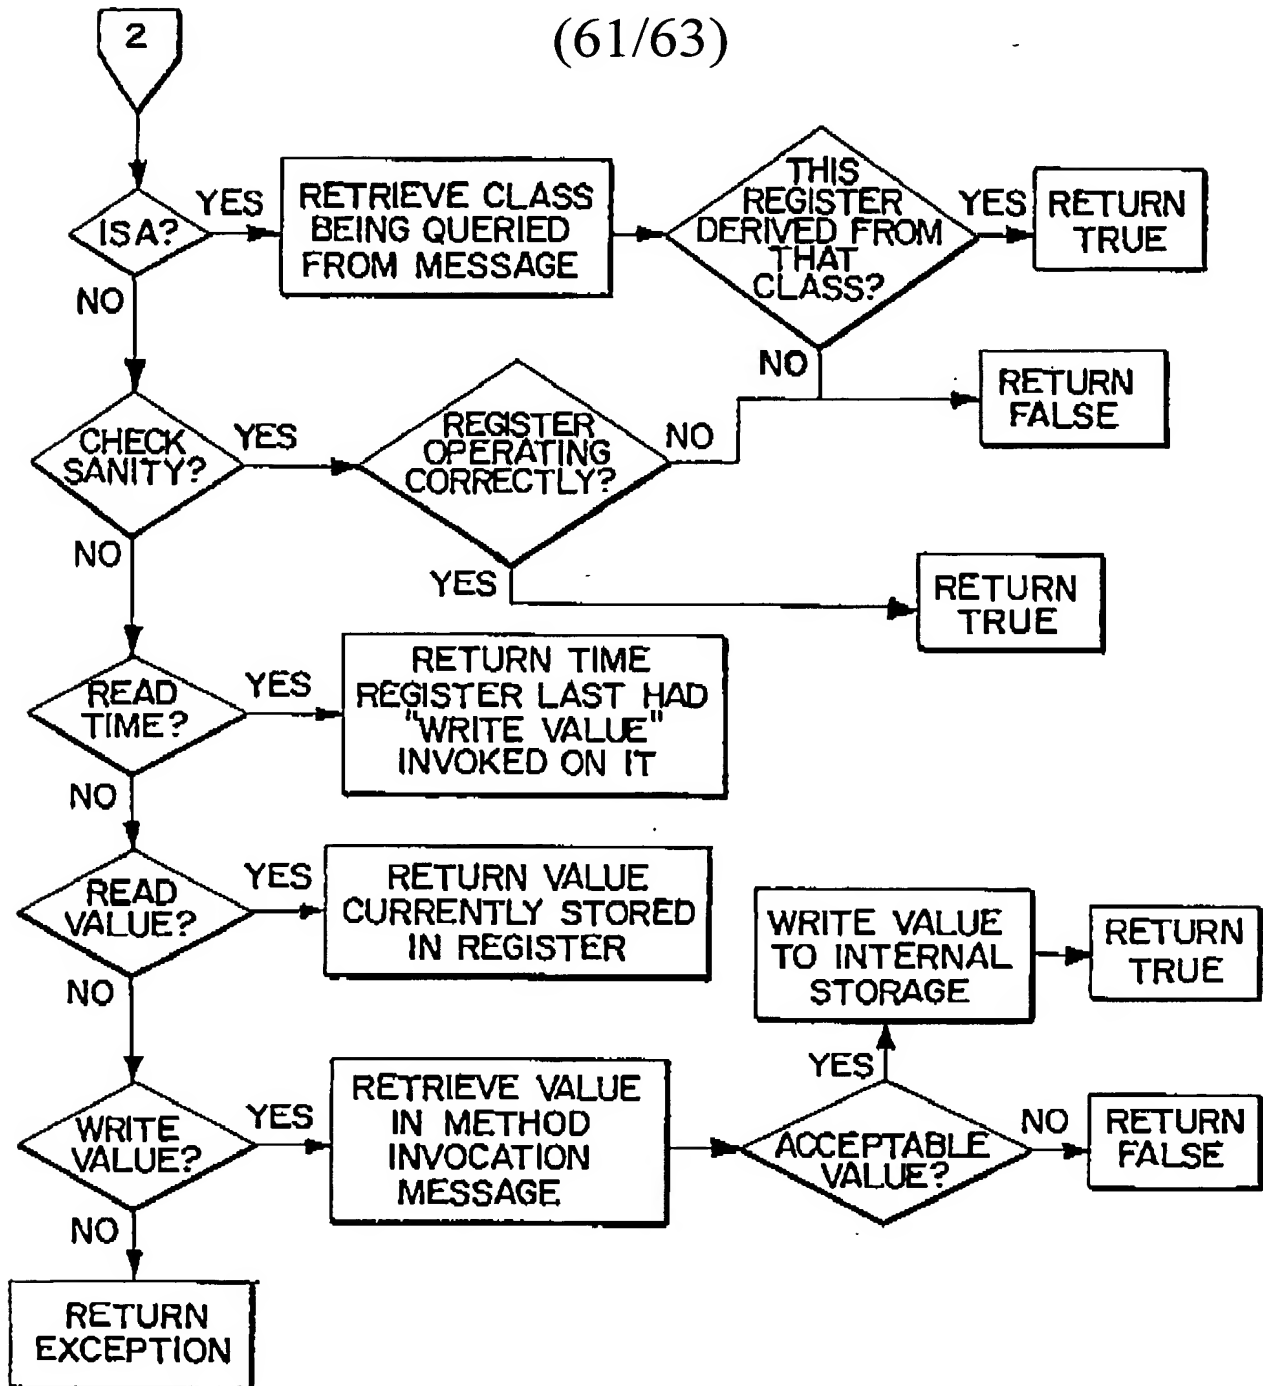 2
(61/63)
ISA?
YES
RETRIEVE CLASS
BEING QUERIED
FROM MESSAGE
THIS
REGISTER
DERIVED FROM
THAT
CLASS?
YES
RETURN
TRUE
NO
NO
RETURN
FALSE
CHECK
SANITY?
YES
REGISTER
OPERATING
CORRECTLY?
NO
NO
YES
RETURN
TRUE
READ
TIME?
YES
RETURN TIME
REGISTER LAST HAD
"WRITE VALUE"
INVOKED ON IT
NO
READ
VALUE?
YES
RETURN VALUE
CURRENTLY STORED
IN REGISTER
WRITE VALUE
TO INTERNAL
STORAGE
RETURN
TRUE
NO
YES
WRITE
VALUE?
YES
RETRIEVE VALUE
IN METHOD
INVOCATION
MESSAGE
ACCEPTABLE
VALUE?
NO
RETURN
FALSE
NO
RETURN
EXCEPTION